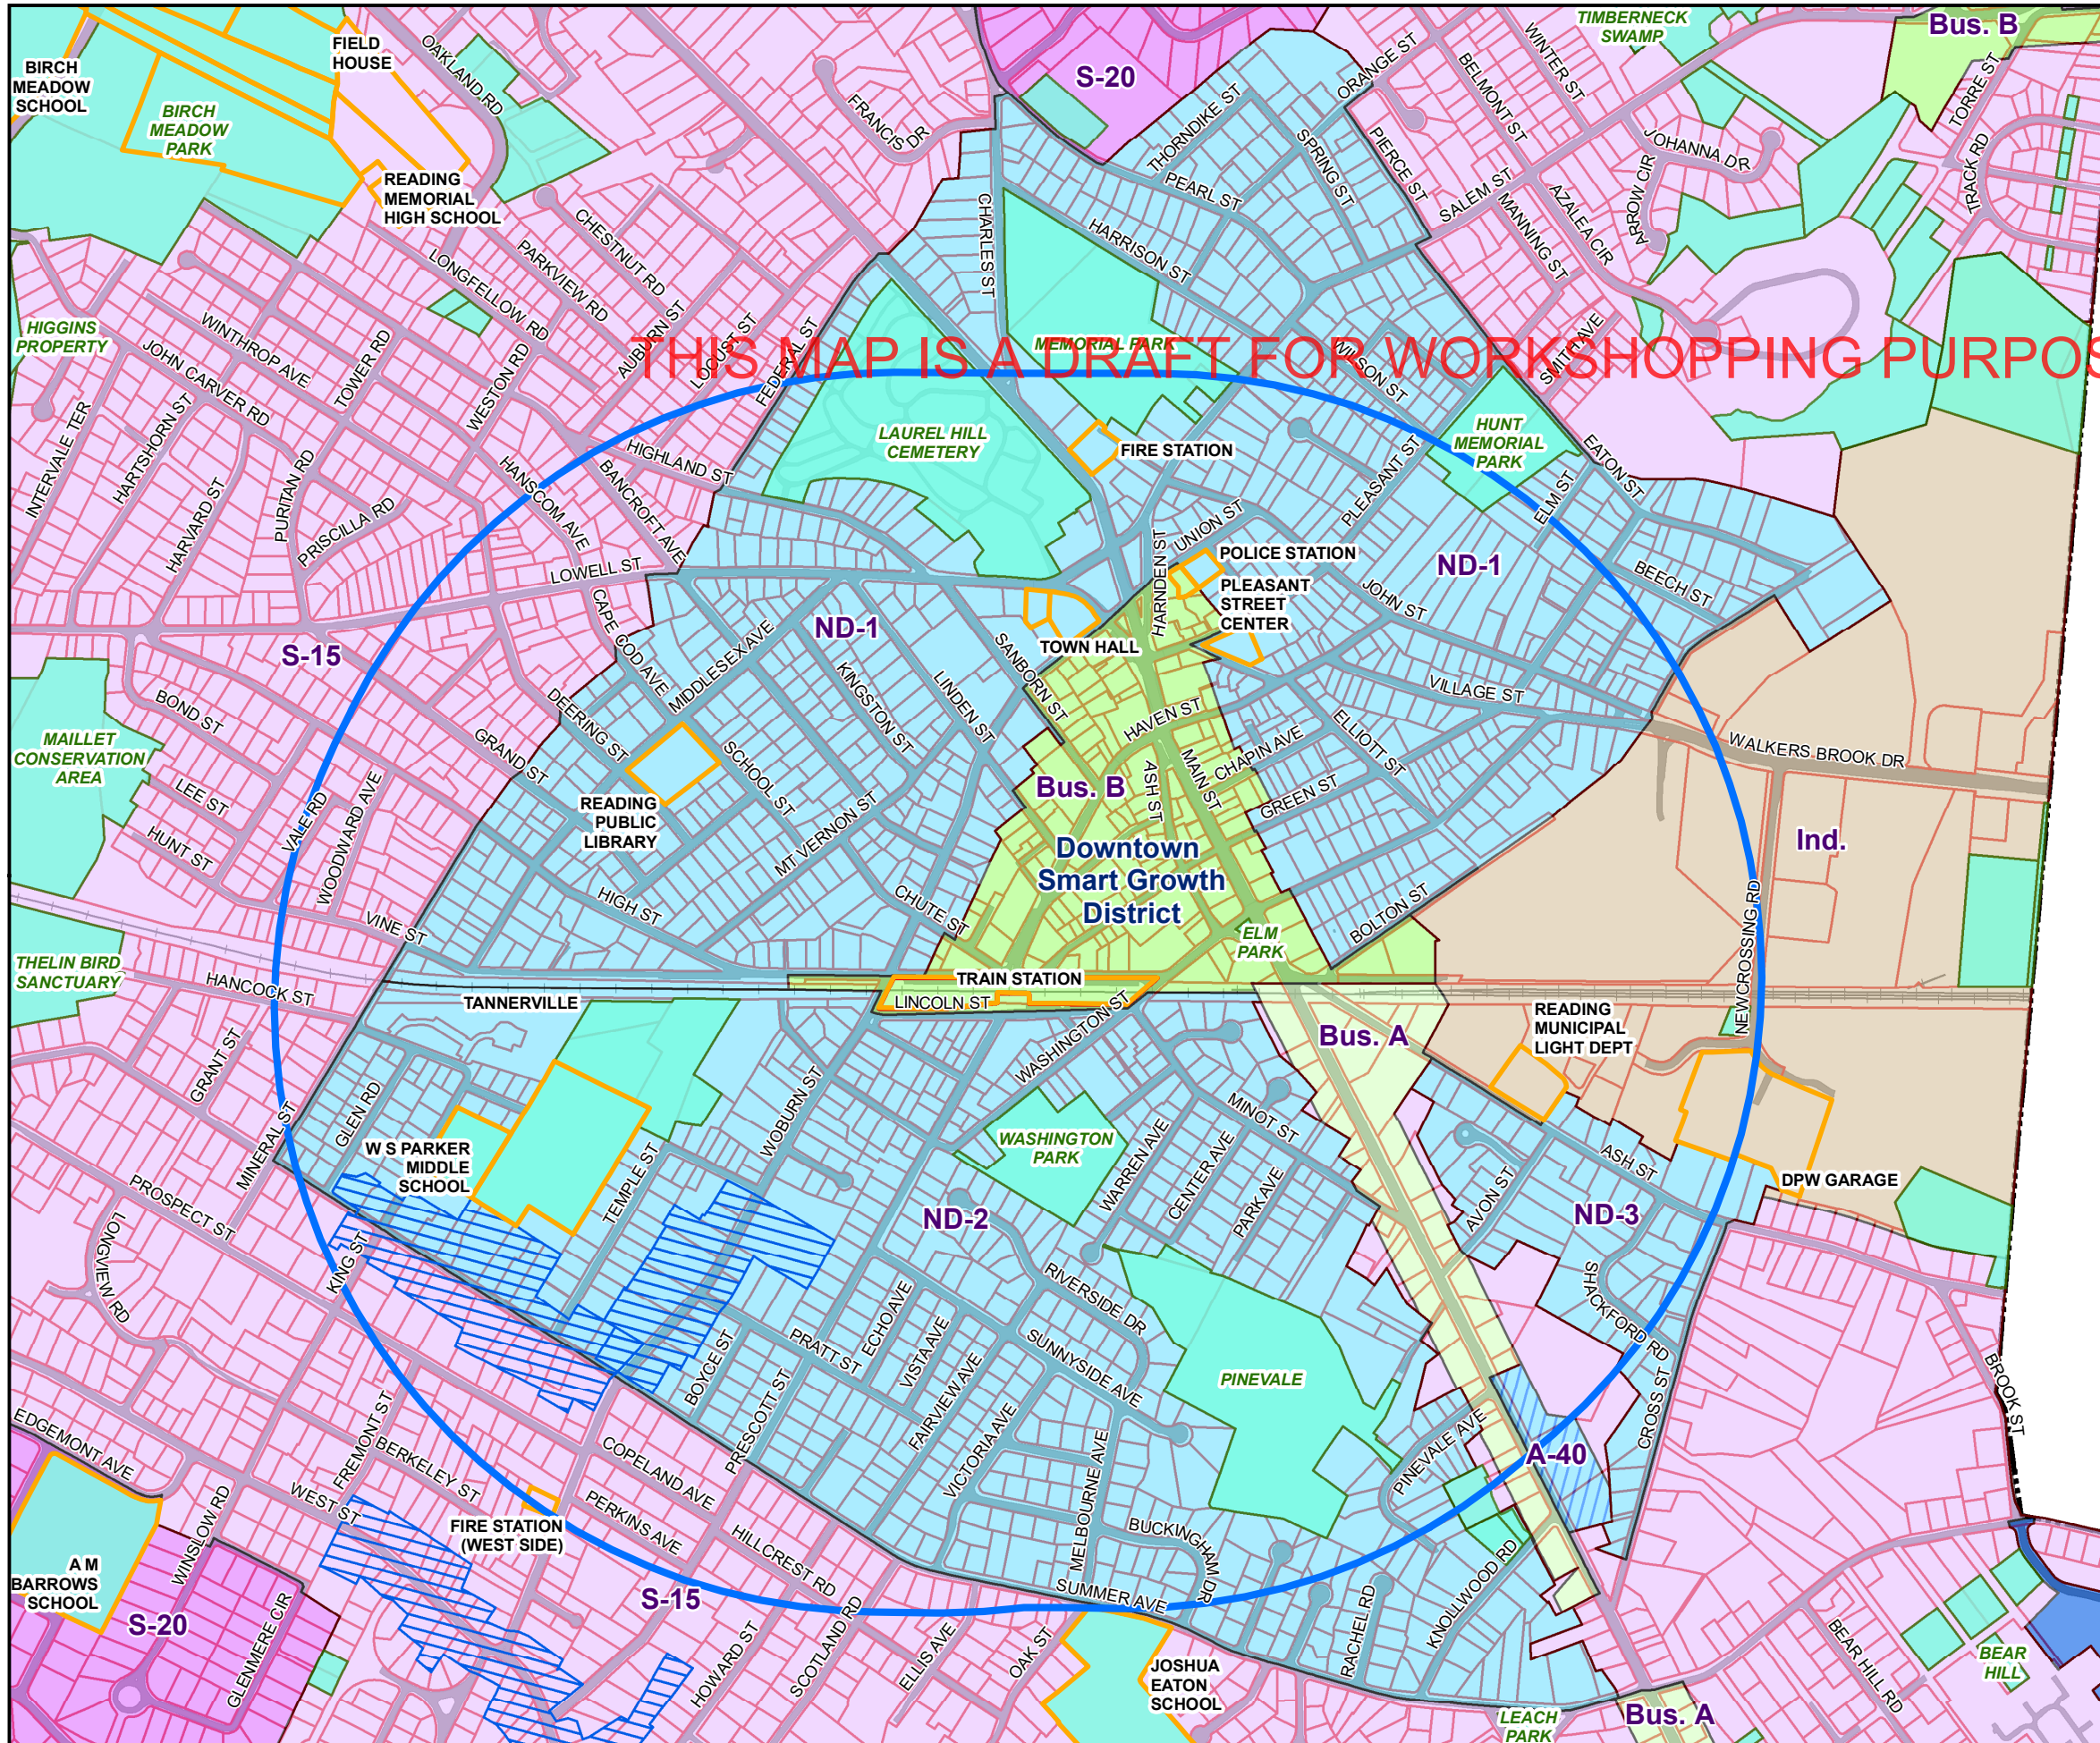 TIMBERNECK
SWAMP
Bus. B
BIRCH
MEADOW
SCHOOL
FIELD
HOUSE
OAKLAND RD
S-20
ORANGE ST
WINTER ST
BELMONT ST
TORRE ST
BIRCH
MEADOW
PARK
FRANCIS DR
THORNDIKE ST
SPRING ST
PIERCE ST
JOHANNA DR
TRACK RD
READING
MEMORIAL
HIGH SCHOOL
CHARLES ST
PEARL ST
SALEM ST
MANNING ST
AZALEA CIR
ARROW CIR
CHESTNUT RD
PARKVIEW RD
LONGFELLOW RD
HARRISON ST
HIGGINS
PROPERTY
WINTHROP AVE
JOHN CARVER RD
TOWER RD
WESTON RD
AUBURN ST
LOCUST ST
FEDERAL ST
MEMORIAL PARK
WILSON ST
SMITH AVE
THIS MAP IS A DRAFT FOR WORKSHOPPING PURPOS
INTERVALE TER
HARTSHORN ST
HARVARD ST
PURITAN RD
PRISCILLA RD
HANSCOM AVE
BANCROFT AVE
HIGHLAND ST
LAUREL HILL
CEMETERY
FIRE STATION
PLEASANT ST
HUNT
MEMORIAL
PARK
EATON ST
ELM ST
LOWELL ST
UNION ST
HARNDEN ST
POLICE STATION
PLEASANT
STREET
CENTER
ND-1
JOHN ST
BEECH ST
S-15
CAPE COD AVE
MIDDLESEX AVE
ND-1
KINGSTON ST
LINDEN ST
SANBORN ST
TOWN HALL
VILLAGE ST
BOND ST
DEERING ST
GRAND ST
SCHOOL ST
HAVEN ST
MAIN ST
ASH ST
CHAPIN AVE
ELLIOTT ST
GREEN ST
WALKERS BROOK DR
MAILLET
CONSERVATION
AREA
LEE ST
HUNT ST
VALE RD
WOODWARD AVE
READING
PUBLIC
LIBRARY
MT VERNON ST
Bus. B
Downtown
Smart Growth
District
Ind.
HIGH ST
CHUTE ST
VINE ST
ELM
PARK
BOLTON ST
NEWCROSSING RD
THELIN BIRD
SANCTUARY
HANCOCK ST
TANNERVILLE
TRAIN STATION
LINCOLN ST
WASHINGTON ST
Bus. A
READING
MUNICIPAL
LIGHT DEPT
GRANT ST
MINERAL ST
GLEN RD
W S PARKER
MIDDLE
SCHOOL
WOBURN ST
TEMPLE ST
WASHINGTON
PARK
WARREN AVE
CENTER AVE
PARK AVE
MINOT ST
ASH ST
AVON ST
DPW GARAGE
PROSPECT ST
LONGVIEW RD
KING ST
ND-2
ND-3
SHACKFORD RD
RIVERSIDE DR
ECHO AVE
VISTA AVE
PRATT ST
BOYCE ST
PRESCOTT ST
FAIRVIEW AVE
SUNNYSIDE AVE
PINEVALE
CROSS ST
BROOK ST
EDGEMONT AVE
FREMONT ST
BERKELEY ST
WEST ST
WINSLOW RD
COPELAND AVE
PERKINS AVE
VICTORIA AVE
MELBOURNE AVE
PINEVALE AVE
A-40
A M
BARROWS
SCHOOL
FIRE STATION
(WEST SIDE)
HILLCREST RD
BUCKINGHAM DR
SUMMER AVE
S-20
GLENMERE CIR
S-15
HOWARD ST
SCOTLAND RD
ELLIS AVE
OAK ST
JOSHUA
EATON
SCHOOL
RACHEL RD
KNOLLWOOD RD
LEACH
PARK
Bus. A
BEAR HILL RD
BEAR
HILL